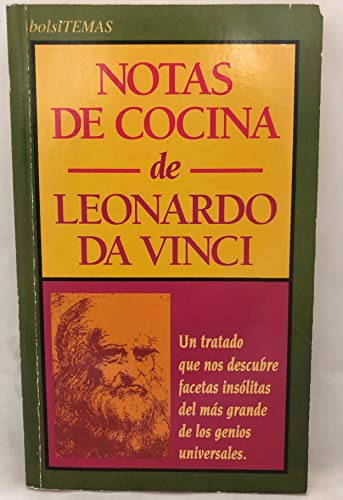 bolsiTEMAS
NOTAS
DE COCINA
de
LEONARDO
DA VINCI
Un tratado
que nos descubre
facetas insólitas
del más grande
de los genios
universales.